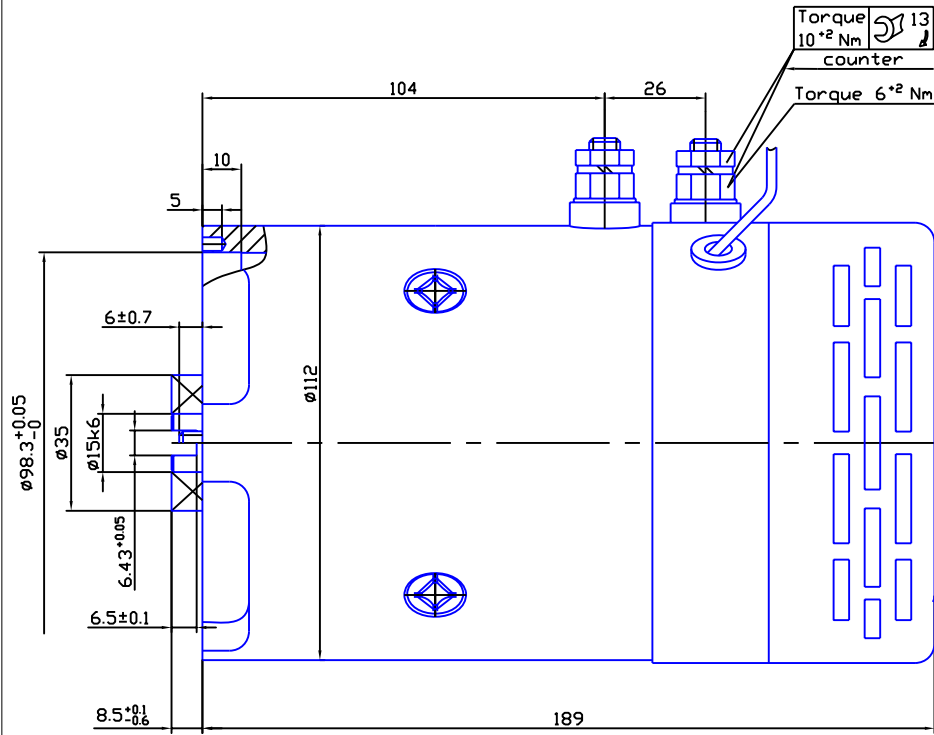 Torque 13
10⁺² Nm
counter
Torque 6⁺² Nm
104
26
10
5
6±0.7
ø98.3 +0.05 -0
ø35
ø15k6
ø112
6.43⁺⁰·⁰⁵
6.5±0.1
8.5 +0.1 -0.6
189